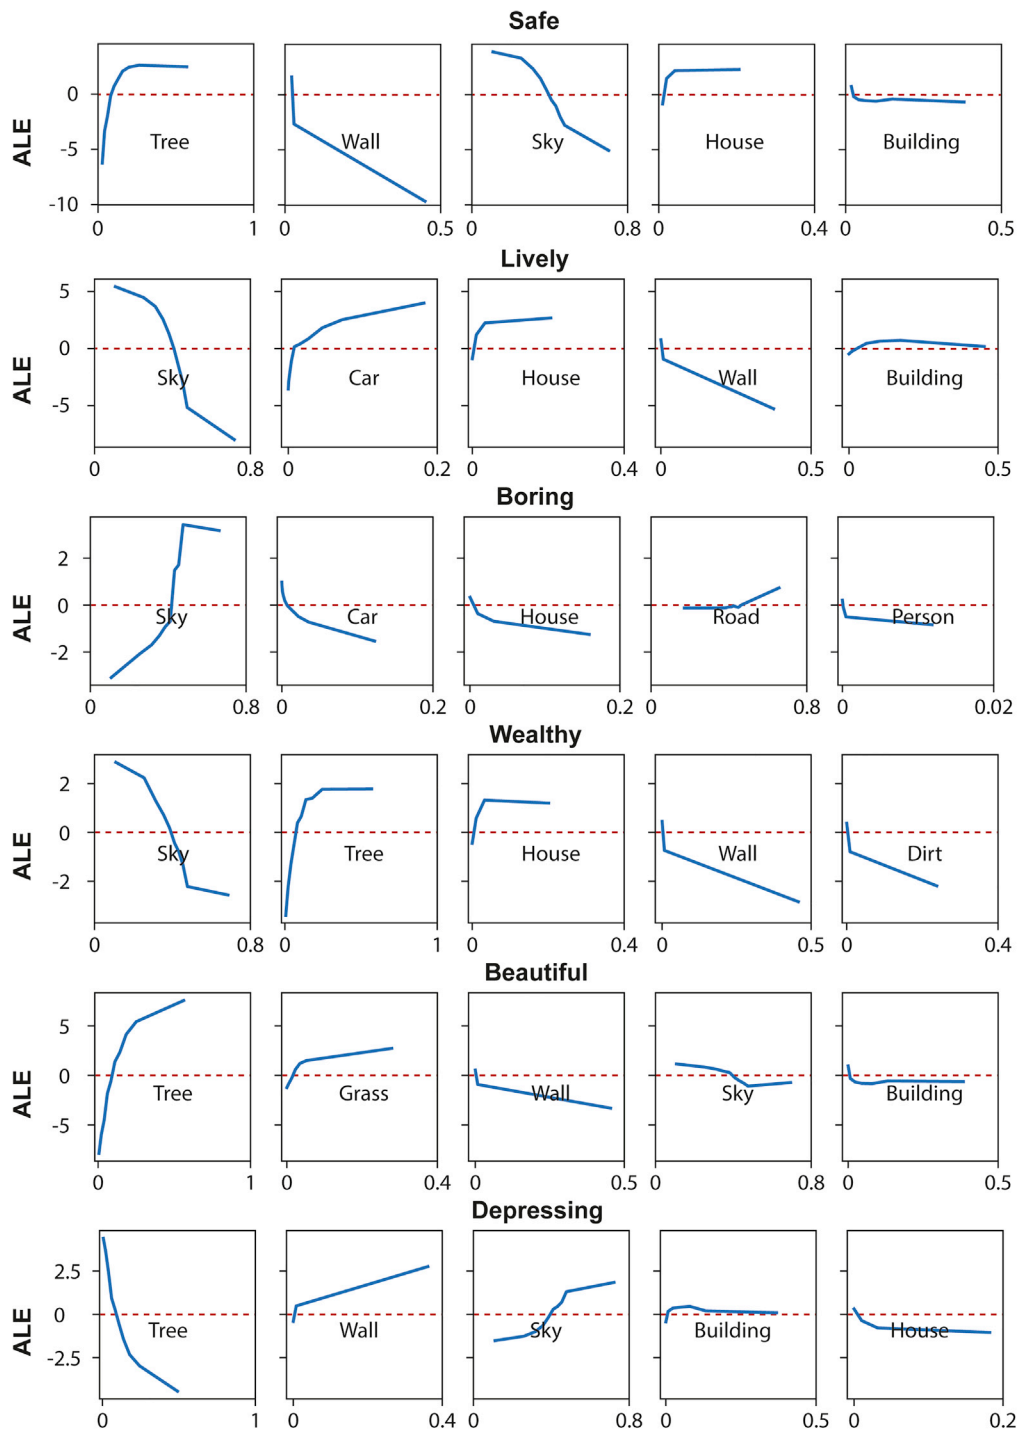 Safe
ALE
0
-5
-10
Tree
Wall
Sky
House
Building
0 1 0 0.5 0 0.8 0 0.4 0 0.5
Lively
ALE
5
0
-5
Sky
Car
House
Wall
Building
0 0.8 0 0.2 0 0.4 0 0.5 0 0.5
Boring
ALE
2
0
-2
Sky
Car
House
Road
Person
0 0.8 0 0.2 0 0.2 0 0.8 0 0.02
Wealthy
ALE
2
0
-2
Sky
Tree
House
Wall
Dirt
0 0.8 0 1 0 0.4 0 0.5 0 0.4
Beautiful
ALE
5
0
-5
Tree
Grass
Wall
Sky
Building
0 1 0 0.4 0 0.5 0 0.8 0 0.5
Depressing
ALE
2.5
0
-2.5
Tree
Wall
Sky
Building
House
0 1 0 0.4 0 0.8 0 0.5 0 0.2